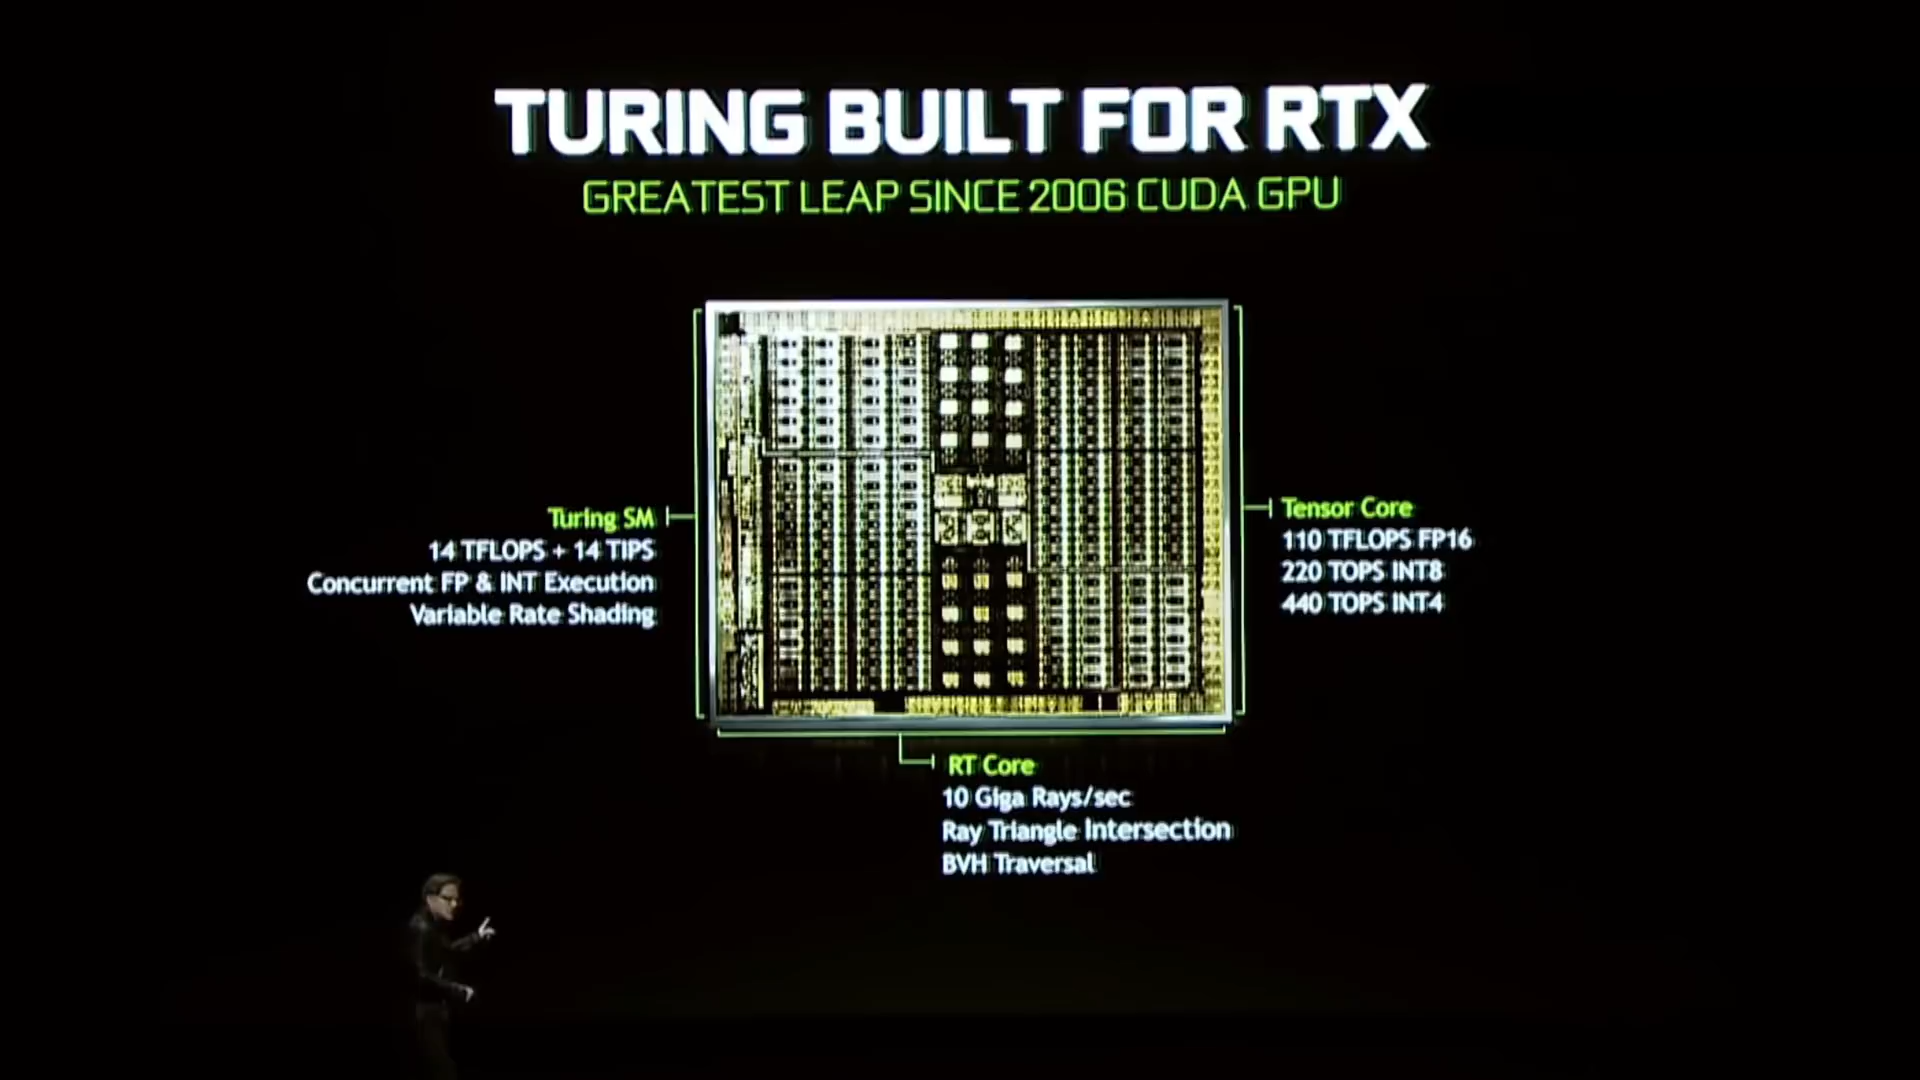 TURING BUILT FOR RTX
GREATEST LEAP SINCE 2006 CUDA GPU
Turing SM
14 TFLOPS + 14 TIPS
Concurrent FP & INT Execution
Variable Rate Shading
Tensor Core
110 TFLOPS FP16
220 TOPS INT8
440 TOPS INT4
RT Core
10 Giga Rays/sec
Ray Triangle Intersection
BVH Traversal